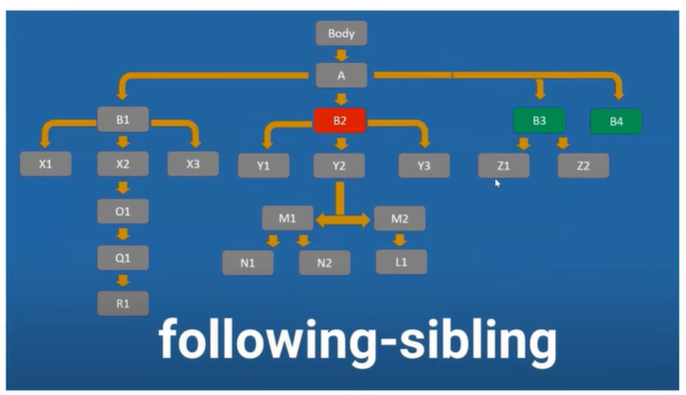 Body
A
B1
B2
B3
B4
X1
X2
X3
Y1
Y2
Y3
Z1
Z2
O1
M1
M2
Q1
N1
N2
L1
R1
following-sibling